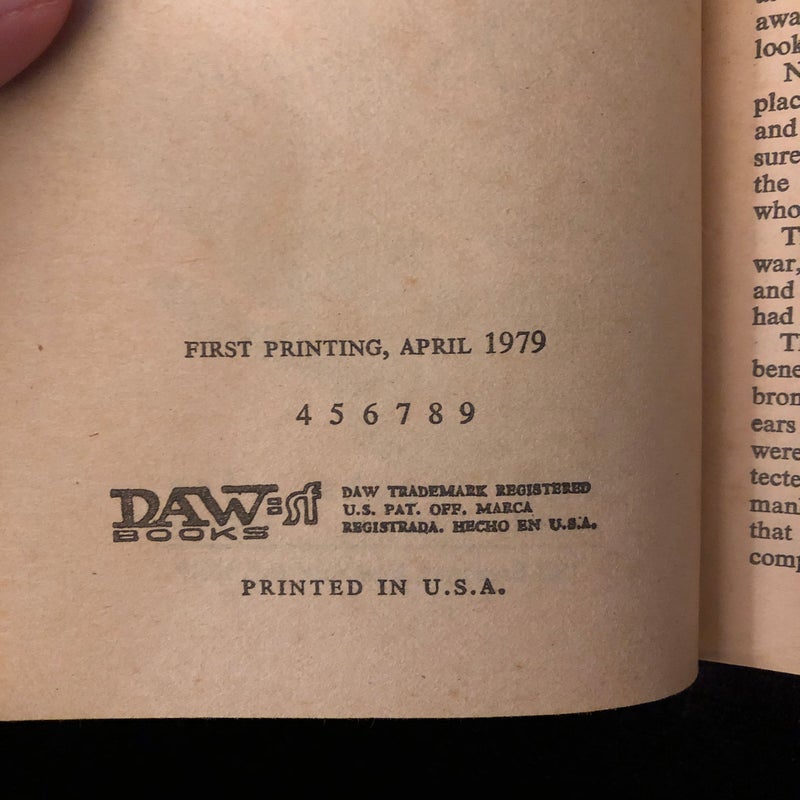 FIRST PRINTING, APRIL 1979
4 5 6 7 8 9
DAW=sf
BOOKS
DAW TRADEMARK REGISTERED
U.S. PAT. OFF. MARCA
REGISTRADA. HECHO EN U.S.A.
PRINTED IN U.S.A.
look
plac
and
sure
the
who
T
war,
and
had
bene
bron
ears
were
tecte
that
comp